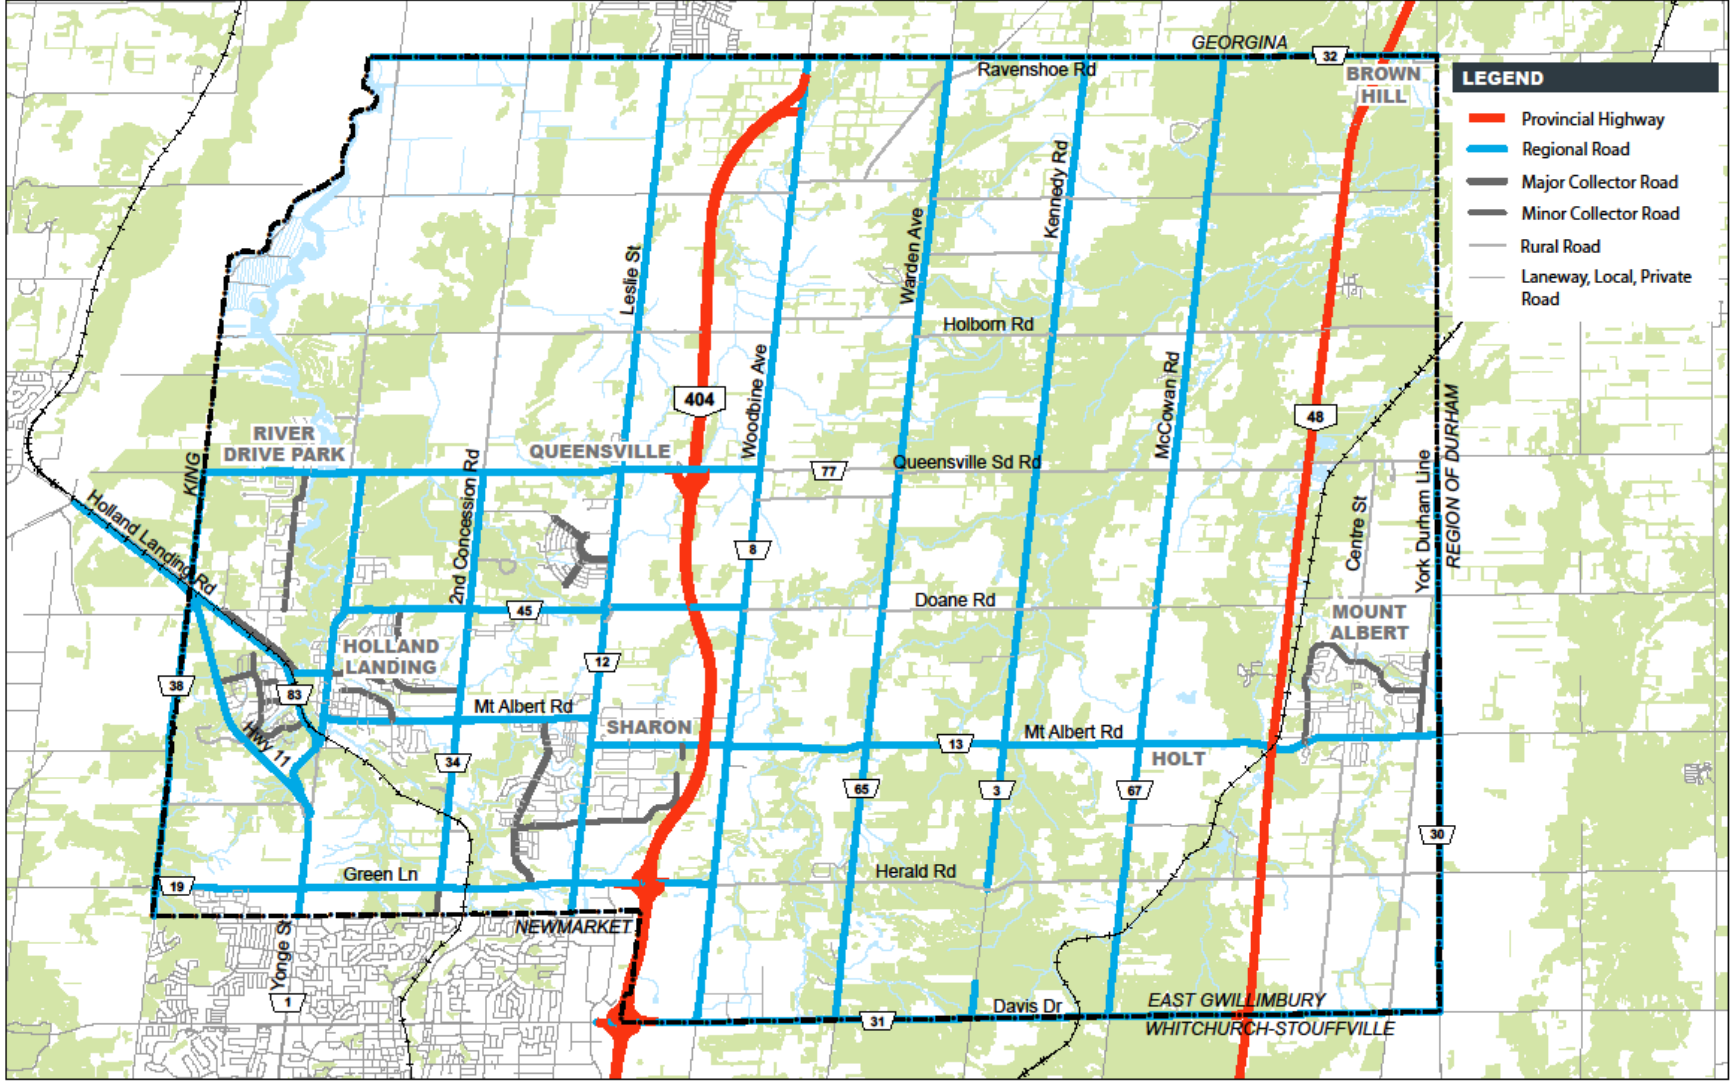 GEORGINA
32
Ravenshoe Rd
BROWN
HILL
LEGEND
Provincial Highway
Regional Road
Major Collector Road
Minor Collector Road
Rural Road
Laneway, Local, Private
Road
Kennedy Rd
Warden Ave
Leslie St
Holborn Rd
Woodbine Ave
McCowan Rd
404
48
RIVER
DRIVE PARK
QUEENSVILLE
KING
2nd Concession Rd
77
Queensville Sd Rd
York Durham Line
REGION OF DURHAM
Holland Landing Rd
Centre St
8
45
Doane Rd
MOUNT
ALBERT
HOLLAND
LANDING
12
38
83
Mt Albert Rd
SHARON
Hwy 11
13
Mt Albert Rd
HOLT
34
65
3
67
30
19
Green Ln
Herald Rd
NEWMARKET
Yonge St
1
Davis Dr
31
EAST GWILLIMBURY
WHITCHURCH-STOUFFVILLE